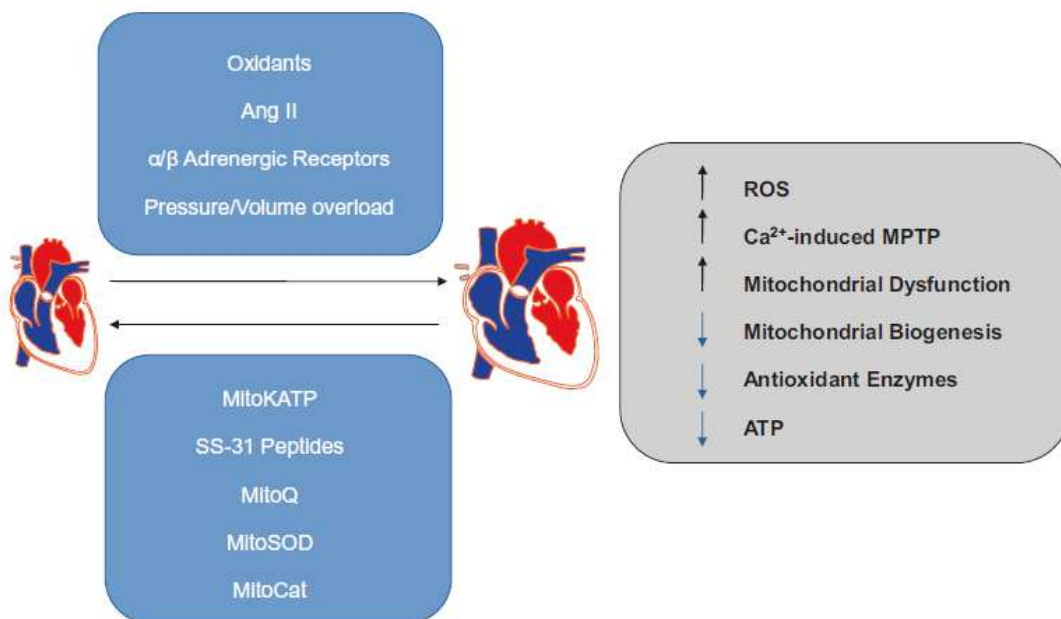 Oxidants
Ang II
α/β Adrenergic Receptors
Pressure/Volume overload
MitoKATP
SS-31 Peptides
MitoQ
MitoSOD
MitoCat
↑ ROS
↑ Ca²⁺-induced MPTP
↑ Mitochondrial Dysfunction
↓ Mitochondrial Biogenesis
↓ Antioxidant Enzymes
↓ ATP